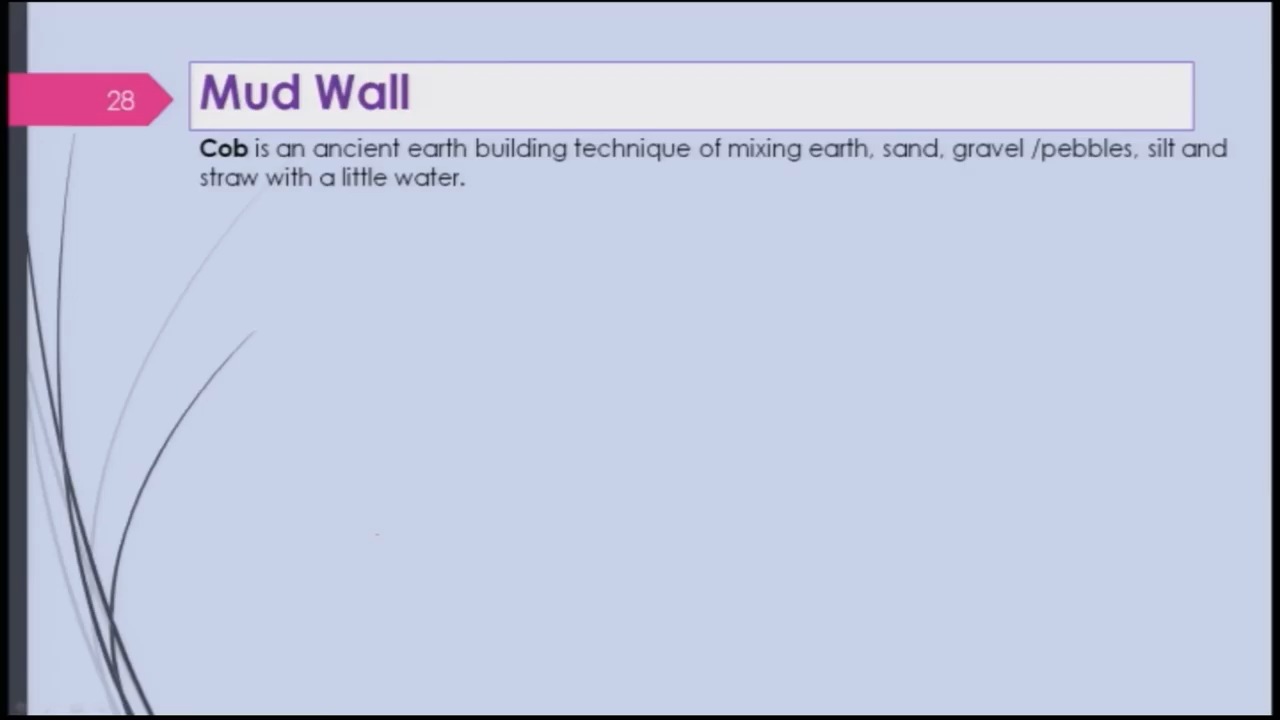 28
Mud Wall
Cob is an ancient earth building technique of mixing earth, sand, gravel /pebbles, silt and
straw with a little water.